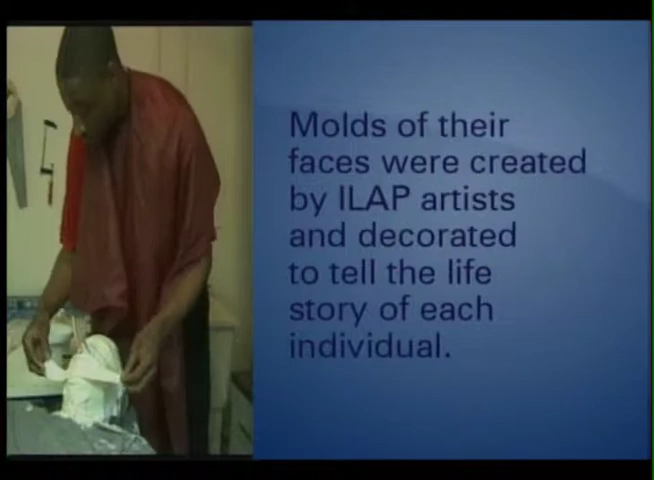 Molds of their
faces were created
by ILAP artists
and decorated
to tell the life
story of each
individual.